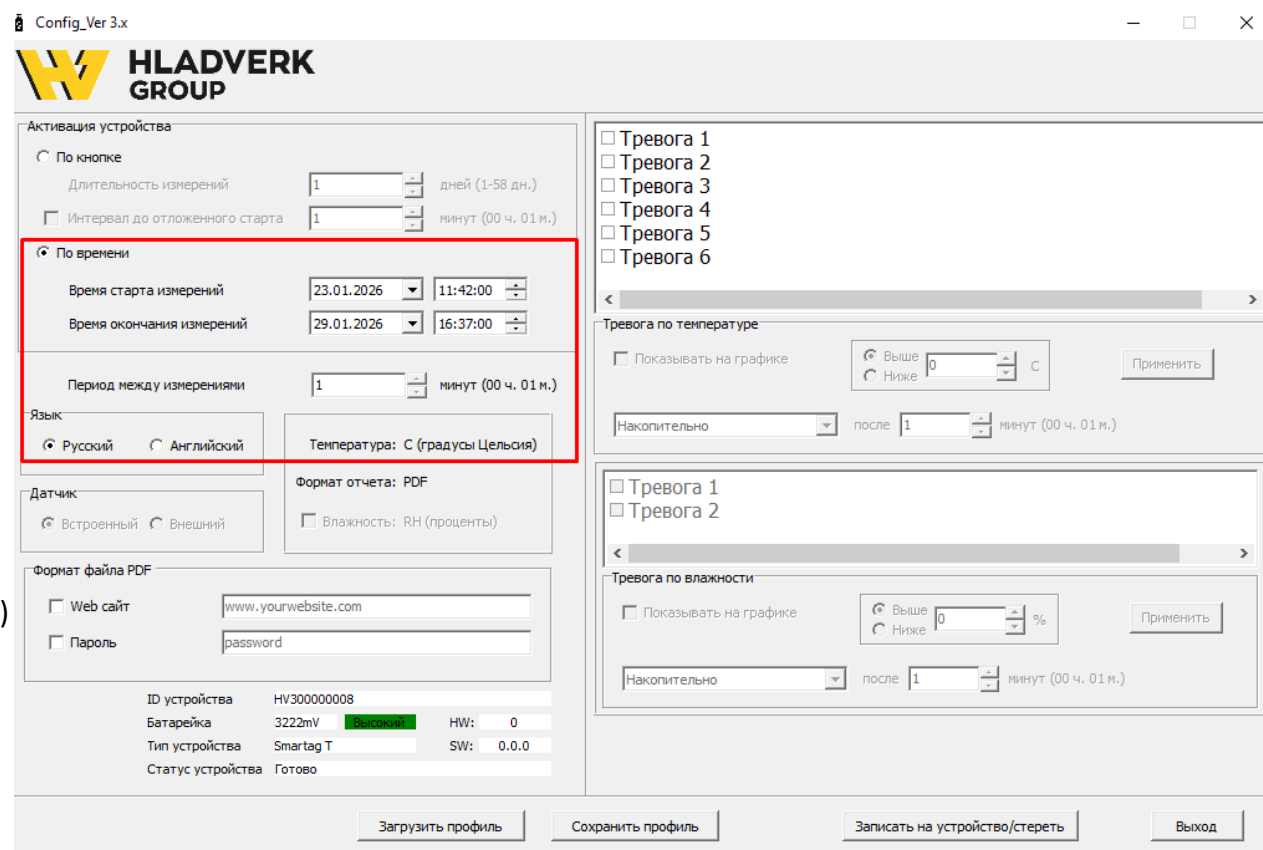 Config_Ver 3.x
HLADVERK
GROUP
Активация устройства
По кнопке
Длительность измерений 1 дней (1-58 дн.)
Интервал до отложенного старта 1 минут (00 ч. 01 м.)
По времени
Время старта измерений 23.01.2026 11:42:00
Время окончания измерений 29.01.2026 16:37:00
Период между измерениями 1 минут (00 ч. 01 м.)
Язык
Русский Английский
Температура: C (градусы Цельсия)
Формат отчета: PDF
Влажность: RH (проценты)
Датчик
Встроенный Внешний
Формат файла PDF
)
Web сайт www.yourwebsite.com
Пароль password
ID устройства HV300000008
Батарейка 3222mV Высокий HW: 0
Тип устройства Smartag T SW: 0.0.0
Статус устройства Готово
Тревога 1
Тревога 2
Тревога 3
Тревога 4
Тревога 5
Тревога 6
Тревога по температуре
Показывать на графике
Выше
Ниже
0 C
Применить
Накопительно после 1 минут (00 ч. 01 м.)
Тревога 1
Тревога 2
Тревога по влажности
Показывать на графике
Выше
Ниже
0 %
Применить
Накопительно после 1 минут (00 ч. 01 м.)
Загрузить профиль Сохранить профиль Записать на устройство/стереть Выход